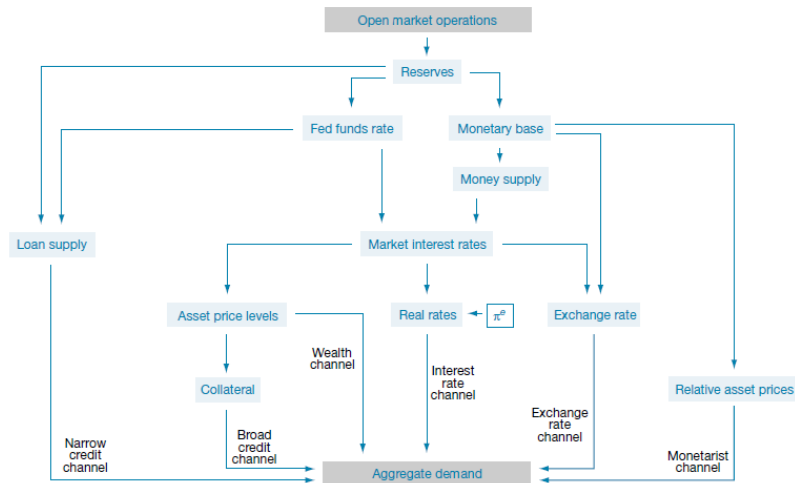 Open market operations
Reserves
Fed funds rate
Monetary base
Money supply
Loan supply
Market interest rates
Asset price levels
Real rates
πᵉ
Exchange rate
Wealth
channel
Interest
rate
channel
Collateral
Relative asset prices
Exchange
rate
channel
Narrow
credit
channel
Broad
credit
channel
Monetarist
channel
Aggregate demand